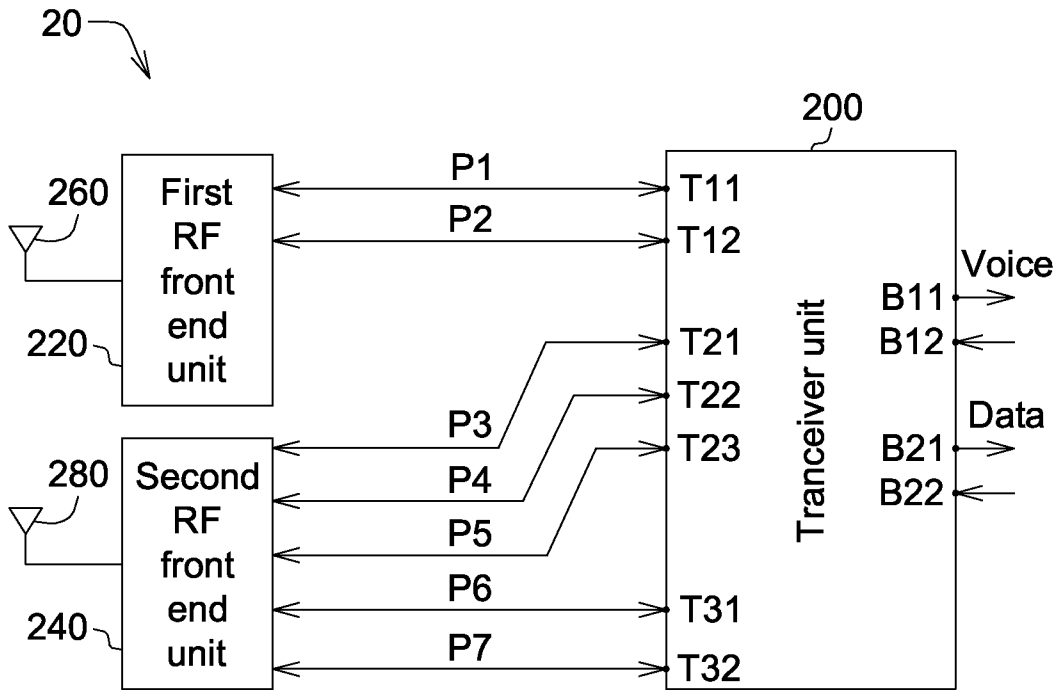 20
200
260
First
RF
front
end
unit
220
P1
P2
T11
T12
Voice
B11
B12
T21
T22
T23
Tranceiver unit
Data
B21
B22
P3
P4
P5
P6
P7
280
Second
RF
front
end
unit
240
T31
T32